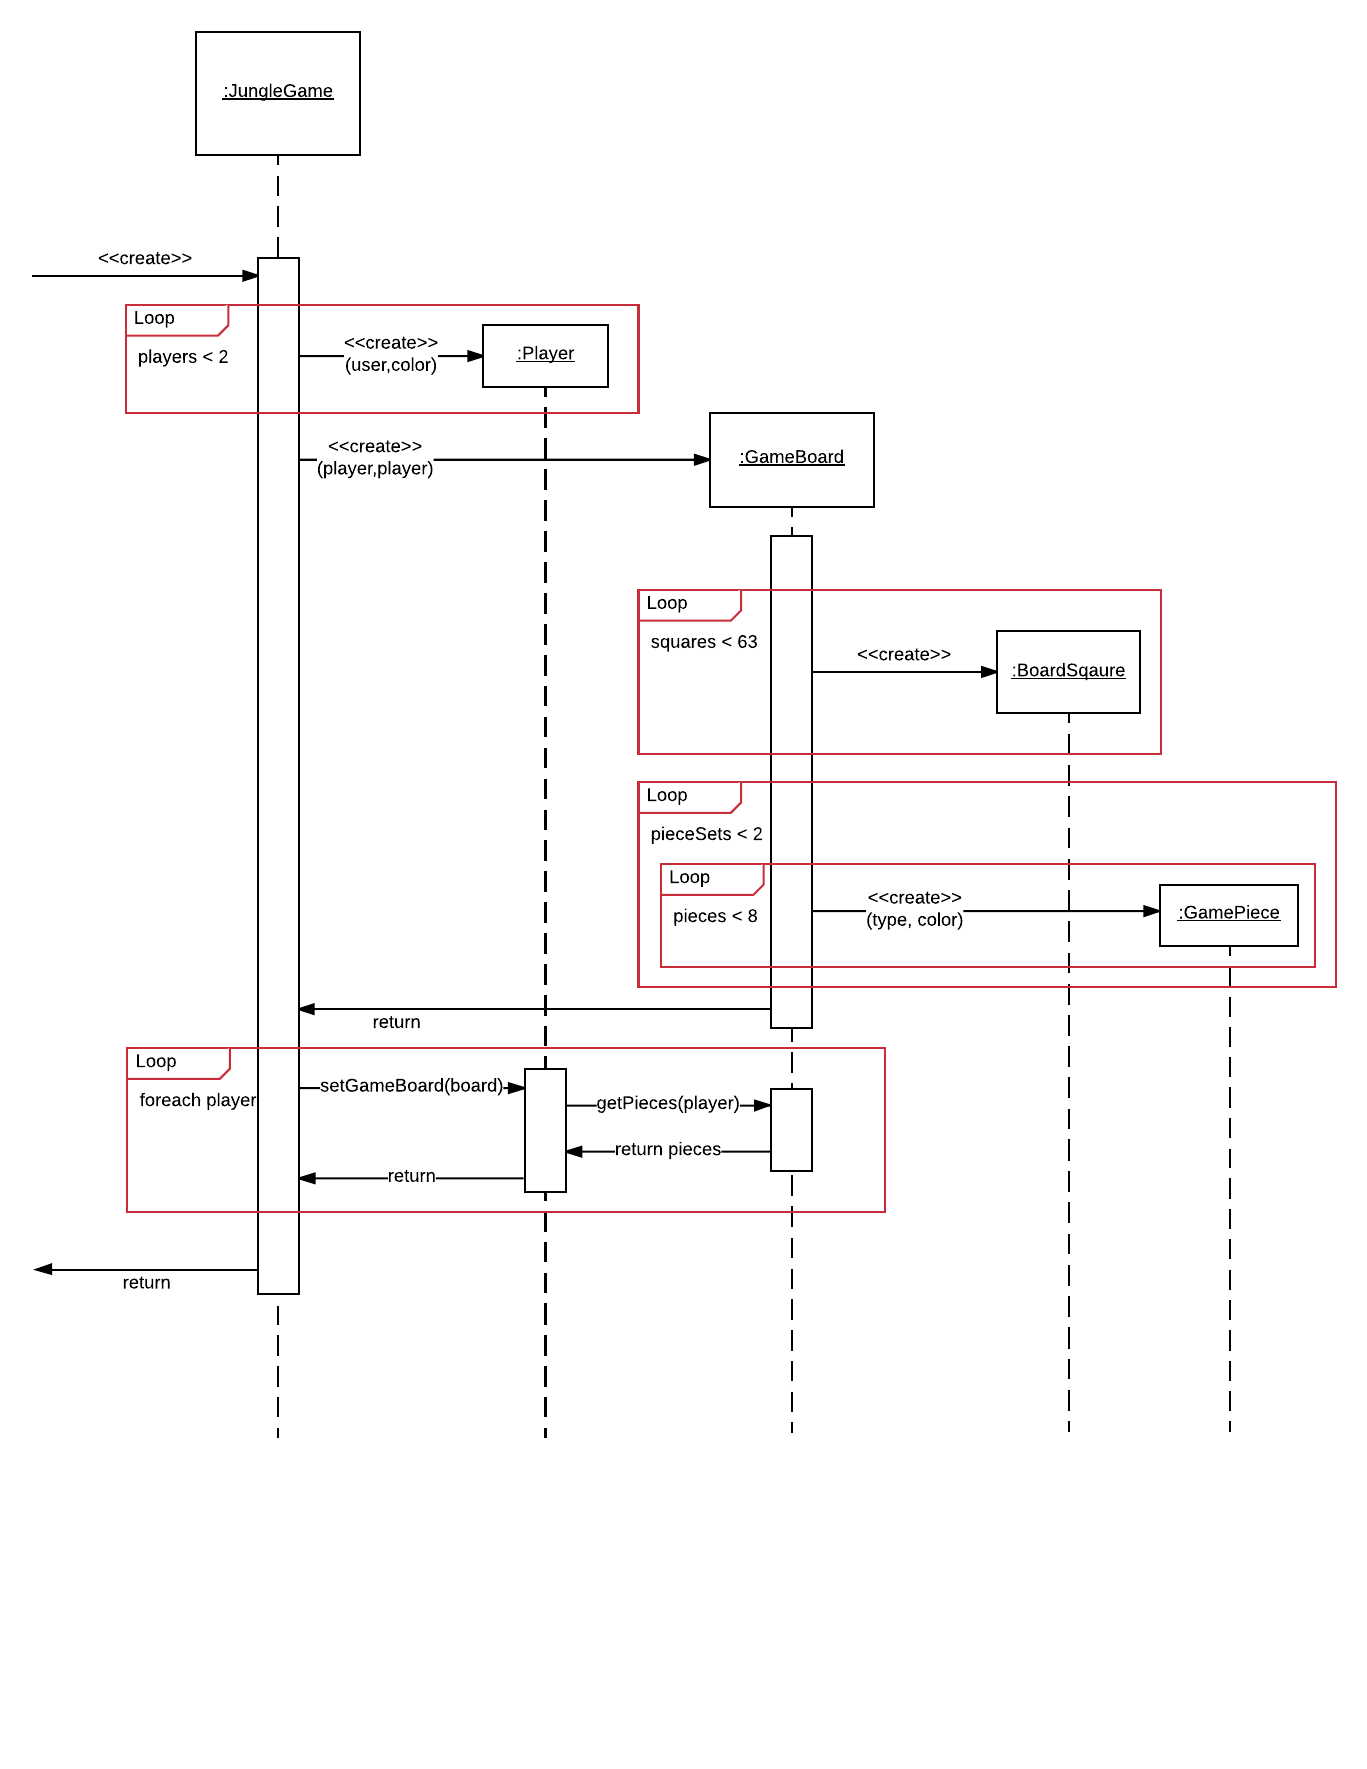 :JungleGame
<<create>>
Loop
players < 2
<<create>>
(user,color)
:Player
<<create>>
(player,player)
:GameBoard
Loop
squares < 63
<<create>>
:BoardSqaure
Loop
pieceSets < 2
Loop
pieces < 8
<<create>>
(type, color)
:GamePiece
return
Loop
foreach player
setGameBoard(board)
getPieces(player)
return pieces
return
return